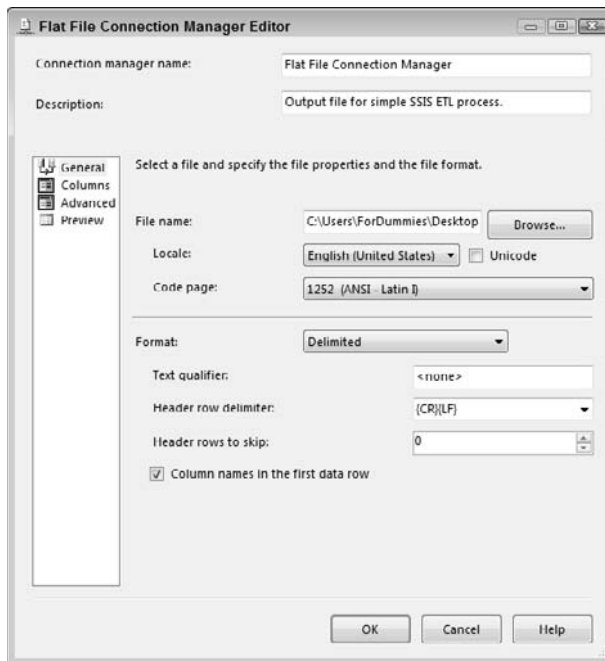 Flat File Connection Manager Editor
Connection manager name: Flat File Connection Manager
Description: Output file for simple SSIS ETL process.
General
Columns
Advanced
Preview
Select a file and specify the file properties and the file format.
File name: C:\Users\ForDummies\Desktop Browse...
Locale: English (United States) Unicode
Code page: 1252 (ANSI - Latin I)
Format: Delimited
Text qualifier: <none>
Header row delimiter: {CR}{LF}
Header rows to skip: 0
Column names in the first data row
OK Cancel Help